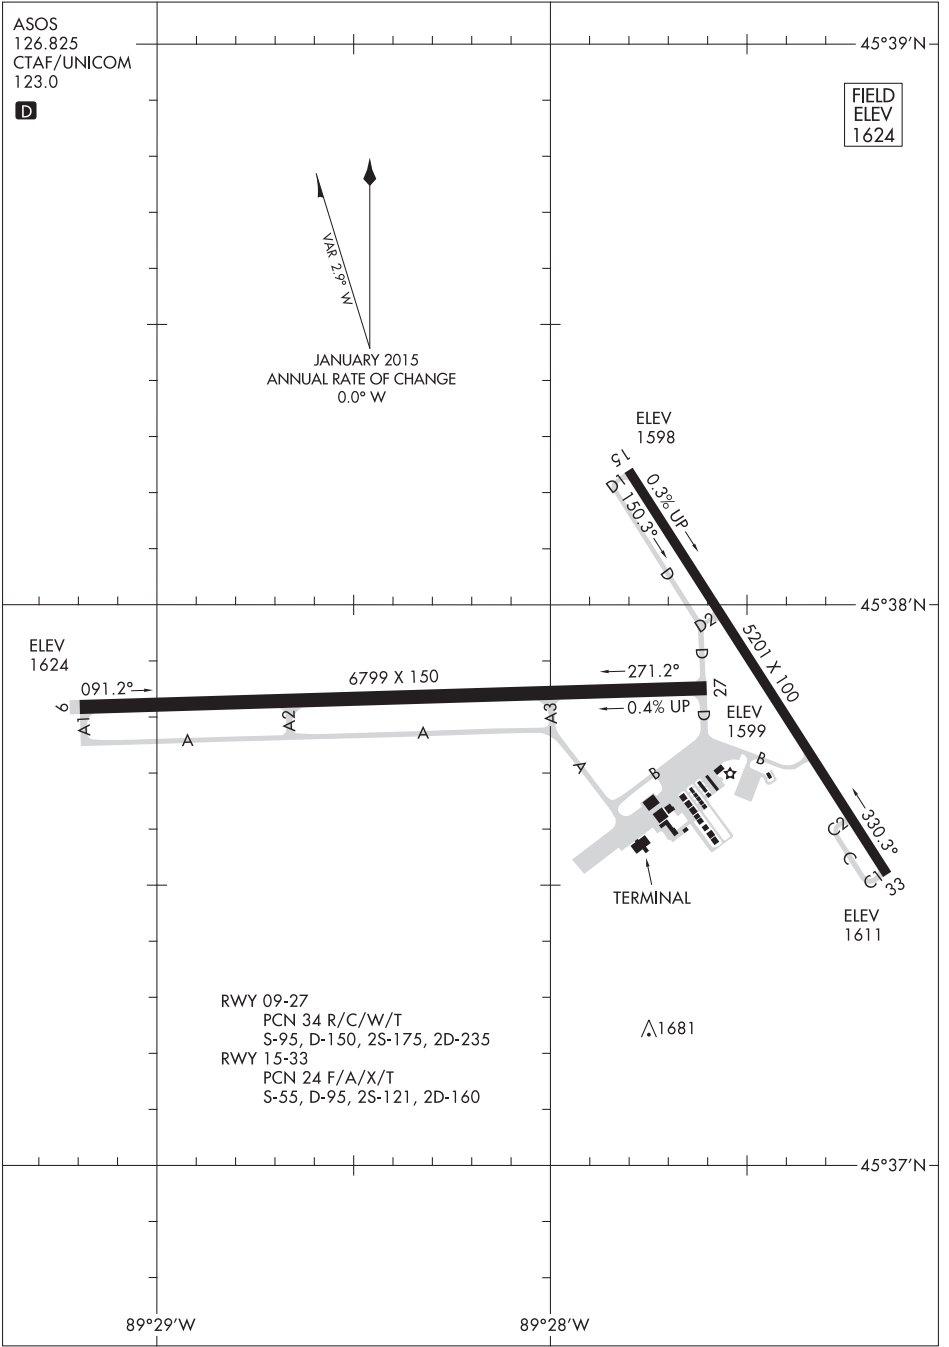 ASOS
126.825
CTAF/UNICOM
123.0
D
45°39'N
FIELD
ELEV
1624
VAR 2.9° W
JANUARY 2015
ANNUAL RATE OF CHANGE
0.0° W
ELEV
1598
15
D1
0.3% UP
150.3°
D
45°38'N
D2
D
5201 X 100
ELEV
1624
091.2°
6799 X 150
271.2°
27
9
0.4% UP
D
ELEV
1599
A1
A2
A3
A
A
A
B
B
330.3°
C2
C
C1
33
TERMINAL
ELEV
1611
RWY 09-27
PCN 34 R/C/W/T
S-95, D-150, 2S-175, 2D-235
RWY 15-33
PCN 24 F/A/X/T
S-55, D-95, 2S-121, 2D-160
1681
45°37'N
89°29'W
89°28'W